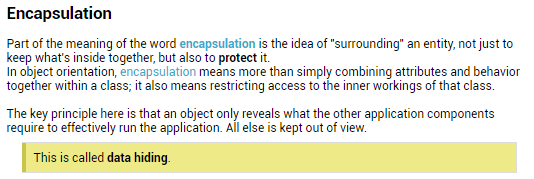 Encapsulation
Part of the meaning of the word encapsulation is the idea of "surrounding" an entity, not just to
keep what's inside together, but also to protect it.
In object orientation, encapsulation means more than simply combining attributes and behavior
together within a class; it also means restricting access to the inner workings of that class.
The key principle here is that an object only reveals what the other application components
require to effectively run the application. All else is kept out of view.
This is called data hiding.